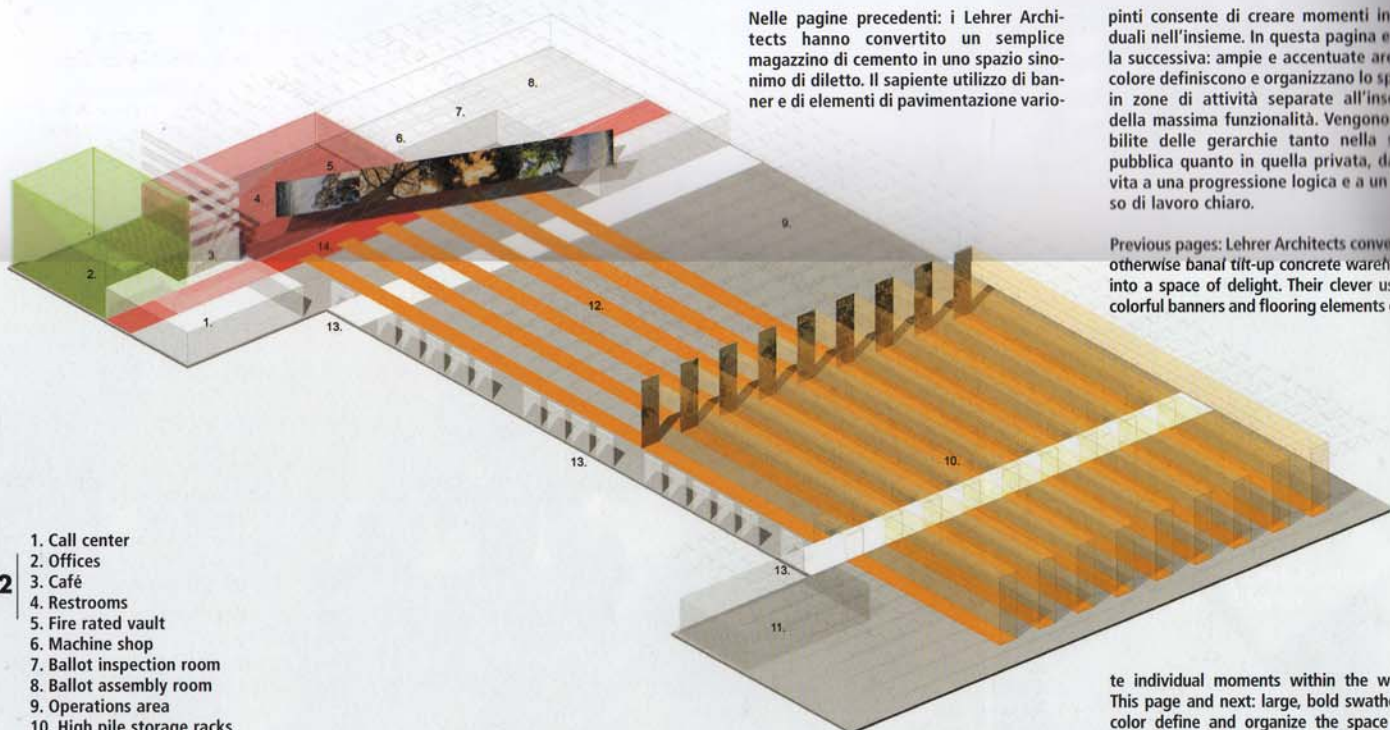 Nelle pagine precedenti: i Lehrer Archi-
tects hanno convertito un semplice
magazzino di cemento in uno spazio sino-
nimo di diletto. Il sapiente utilizzo di ban-
ner e di elementi di pavimentazione vario-
pinti consente di creare momenti in
duali nell'insieme. In questa pagina e
la successiva: ampie e accentuate are
colore definiscono e organizzano lo sp
in zone di attività separate all'inse
della massima funzionalità. Vengono
bilite delle gerarchie tanto nella
pubblica quanto in quella privata, d
vita a una progressione logica e a un
so di lavoro chiaro.
Previous pages: Lehrer Architects conve
otherwise banal tilt-up concrete wareh
into a space of delight. Their clever us
colorful banners and flooring elements
8.
7.
6.
5.
4.
3.
2.
1.
14.
9.
12.
13.
13.
10.
13.
11.
2
1. Call center
2. Offices
3. Café
4. Restrooms
5. Fire rated vault
6. Machine shop
7. Ballot inspection room
8. Ballot assembly room
9. Operations area
10. High pile storage racks
te individual moments within the w
This page and next: large, bold swathe
color define and organize the space